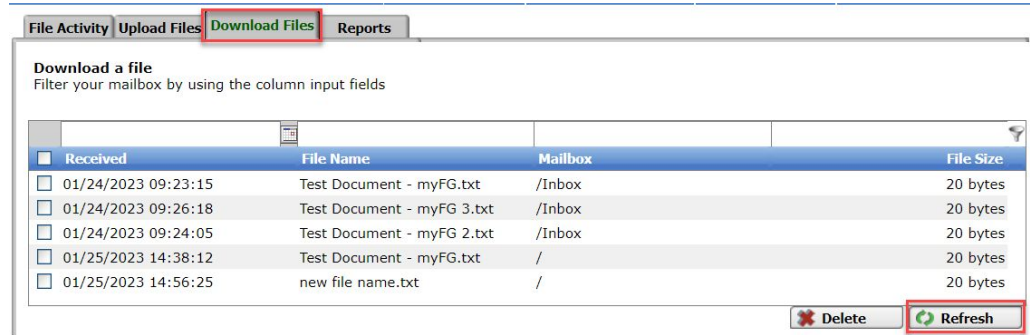 File Activity Upload Files Download Files Reports
Download a file
Filter your mailbox by using the column input fields
Received File Name Mailbox File Size
01/24/2023 09:23:15 Test Document - myFG.txt /Inbox 20 bytes
01/24/2023 09:26:18 Test Document - myFG 3.txt /Inbox 20 bytes
01/24/2023 09:24:05 Test Document - myFG 2.txt /Inbox 20 bytes
01/25/2023 14:38:12 Test Document - myFG.txt / 20 bytes
01/25/2023 14:56:25 new file name.txt / 20 bytes
Delete Refresh